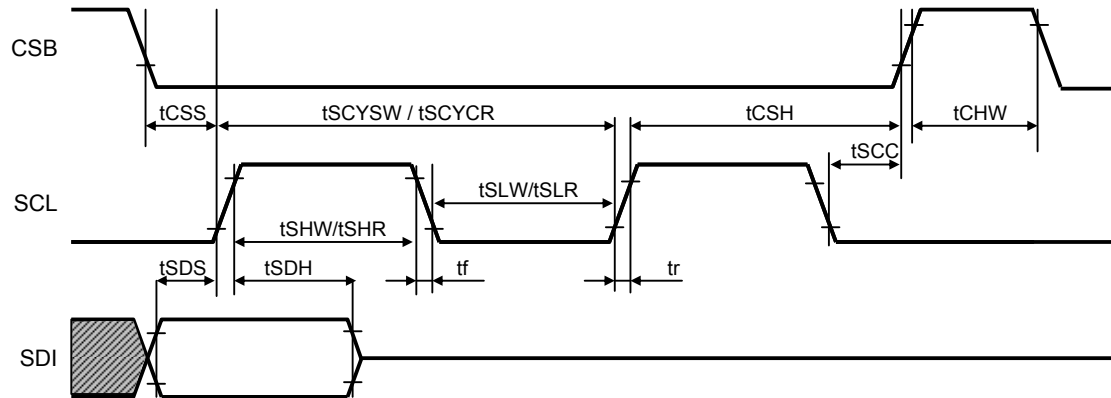 CSB
tCSS
tSCYSW / tSCYCR
tCSH
tCHW
tSCC
SCL
tSLW/tSLR
tSHW/tSHR
tSDS
tSDH
tf
tr
SDI